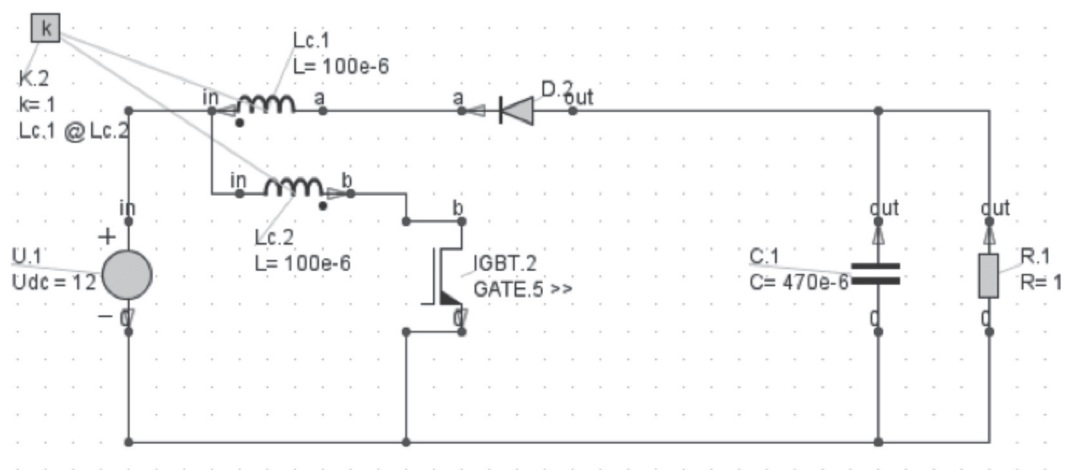 k
K.2
k= 1
Lc.1 @ Lc.2
Lc.1
L= 100e-6
in
a
a
D.2
out
in
b
Lc.2
L= 100e-6
b
in
+
U.1
Udc = 12
−
0
IGBT.2
GATE.5 >>
0
out
C.1
C= 470e-6
0
out
R.1
R= 1
0